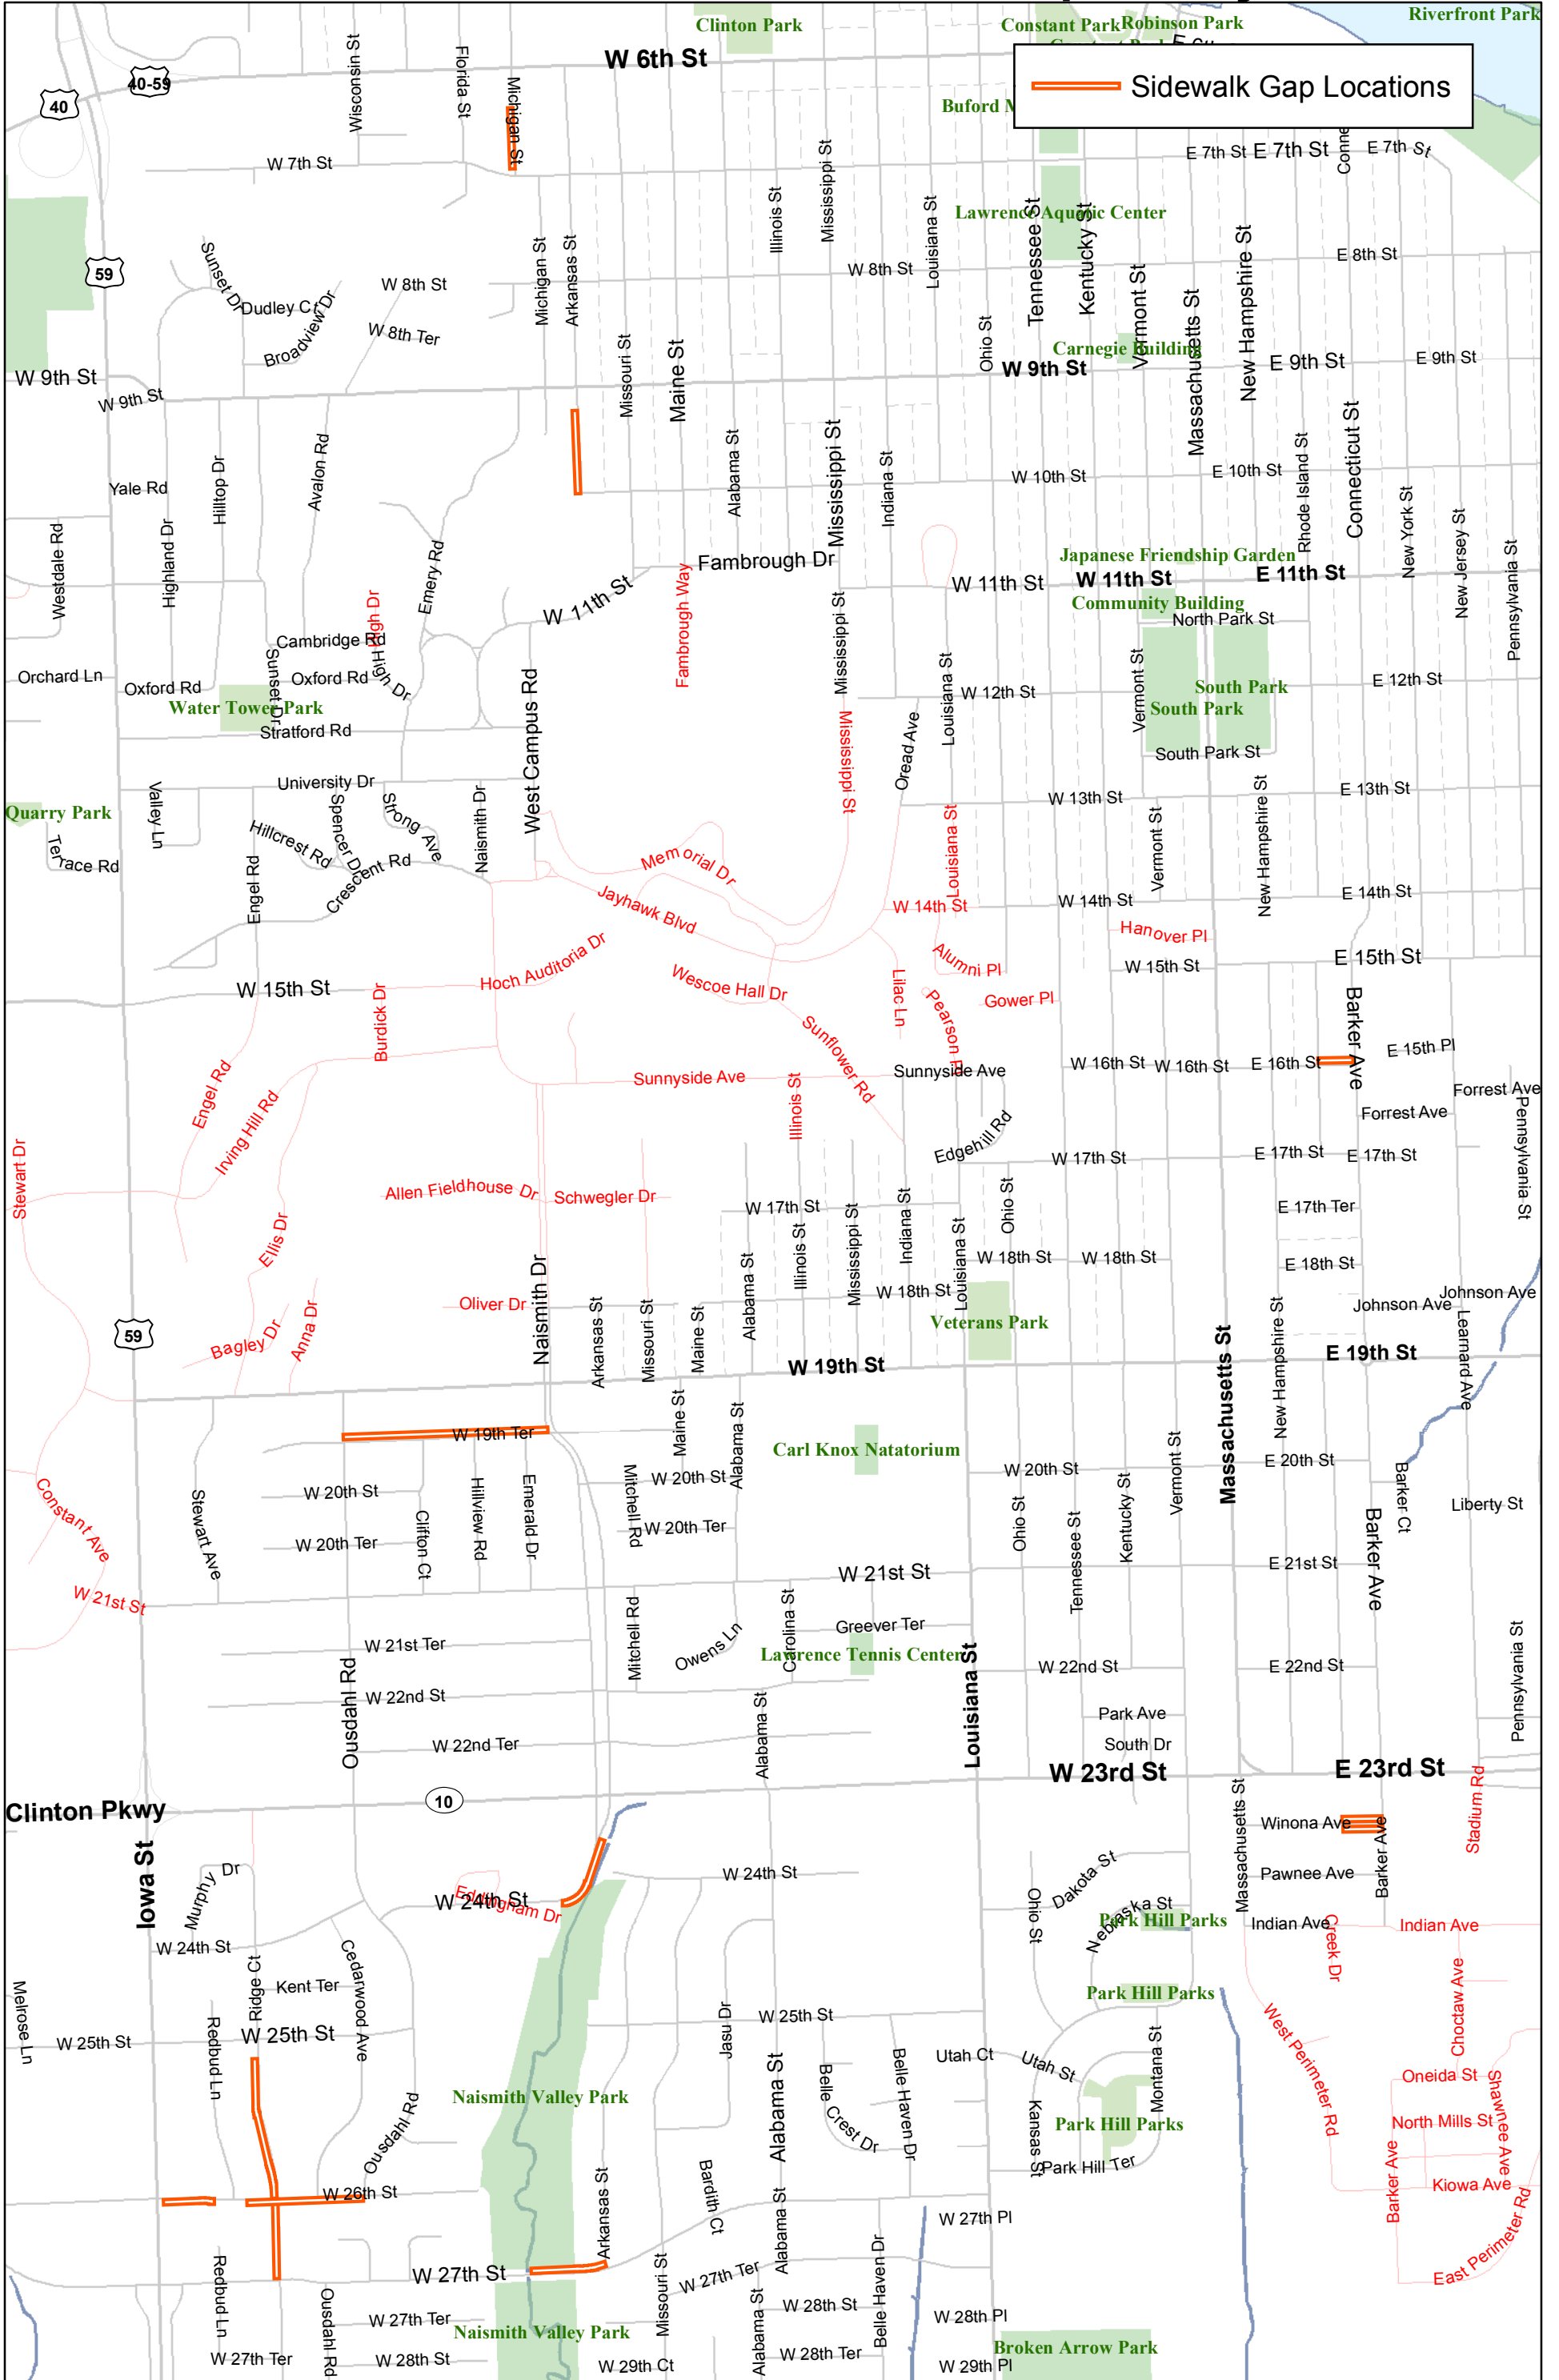 Clinton Park
Constant Park
Robinson Park
Riverfront Park
W 6th St
Sidewalk Gap Locations
40
40-59
Wisconsin St
Florida St
Michigan St
W 7th St
E 7th St
E 7th St
E 7th St
Illinois St
Mississippi St
Louisiana St
Lawrence Aquatic Center
Tennessee St
Kentucky St
Vermont St
Massachusetts St
New Hampshire St
E 8th St
W 8th St
W 8th St
59
Sunset Dr
Dudley Ct
Broadview Dr
W 8th Ter
Michigan St
Arkansas St
Missouri St
Maine St
Ohio St
Carnegie Building
W 9th St
W 9th St
W 9th St
E 9th St
E 9th St
Yale Rd
Hilltop Dr
Avalon Rd
Highland Dr
Westdale Rd
Emery Rd
Alabama St
Mississippi St
Indiana St
W 10th St
E 10th St
Rhode Island St
Connecticut St
New York St
New Jersey St
Pennsylvania St
Fambrough Dr
Fambrough Way
W 11th St
W 11th St
W 11th St
E 11th St
Japanese Friendship Garden
Community Building
North Park St
High Dr
Cambridge Rd
High Dr
Orchard Ln
Oxford Rd
Oxford Rd
Sunset Dr
Water Tower Park
Stratford Rd
West Campus Rd
Mississippi St
Mississippi St
Louisiana St
W 12th St
E 12th St
Oread Ave
Vermont St
South Park
South Park
South Park St
University Dr
Quarry Park
Terrace Rd
Valley Ln
Engel Rd
Hillcrest Rd
Spencer Dr
Strong Ave
Crescent Rd
Naismith Dr
W 13th St
E 13th St
Vermont St
New Hampshire St
Louisiana St
Memorial Dr
Jayhawk Blvd
W 14th St
W 14th St
E 14th St
Hanover Pl
Alumni Pl
W 15th St
E 15th St
W 15th St
Burdick Dr
Hoch Auditoria Dr
Wescoe Hall Dr
Lilac Ln
Pearson Pl
Gower Pl
Sunflower Rd
Barker Ave
E 15th Pl
Engel Rd
Irving Hill Rd
Sunnyside Ave
Sunnyside Ave
Illinois St
W 16th St
W 16th St
E 16th St
Forrest Ave
Forrest Ave
Pennsylvania St
Edgehill Rd
Stewart Dr
W 17th St
E 17th St
E 17th St
Allen Fieldhouse Dr
Schwegler Dr
W 17th St
E 17th Ter
Ellis Dr
Illinois St
Mississippi St
Indiana St
Louisiana St
Ohio St
W 18th St
W 18th St
W 18th St
E 18th St
Naismith Dr
Alabama St
Johnson Ave
Johnson Ave
Learnard Ave
59
Oliver Dr
Bagley Dr
Anna Dr
Arkansas St
Missouri St
Maine St
Veterans Park
W 19th St
E 19th St
Massachusetts St
New Hampshire St
W 19th Ter
Maine St
Alabama St
Carl Knox Natatorium
Vermont St
W 20th St
W 20th St
W 20th St
E 20th St
Constant Ave
Stewart Ave
Clifton Ct
Hillview Rd
Emerald Dr
Mitchell Rd
W 20th Ter
W 20th Ter
Ohio St
Tennessee St
Kentucky St
Barker Ave
Barker Ct
Liberty St
W 21st St
W 21st St
E 21st St
Mitchell Rd
Carolina St
Greever Ter
Owens Ln
W 21st Ter
Lawrence Tennis Center
W 22nd St
W 22nd St
E 22nd St
Ousdahl Rd
Louisiana St
Pennsylvania St
Alabama St
Park Ave
South Dr
W 22nd Ter
W 23rd St
E 23rd St
Clinton Pkwy
10
Iowa St
Massachusetts St
Winona Ave
Barker Ave
Stadium Rd
Murphy Dr
W 24th St
Eddingham Dr
W 24th St
W 24th St
Pawnee Ave
Dakota St
Nebraska St
Ohio St
Park Hill Parks
Indian Ave
Indian Ave
Creek Dr
Melrose Ln
Ridge Ct
Kent Ter
Cedarwood Ave
Park Hill Parks
Choctaw Ave
W 25th St
W 25th St
W 25th St
Redbud Ln
Jasu Dr
Alabama St
Belle Crest Dr
Belle Haven Dr
Utah Ct
Utah St
Montana St
West Perimeter Rd
Oneida St
Shawnee Ave
Naismith Valley Park
Ousdahl Rd
Kansas St
Park Hill Parks
Park Hill Ter
North Mills St
Barker Ave
Kiowa Ave
East Perimeter Rd
W 26th St
Arkansas St
Bardith Ct
Alabama St
W 27th Pl
W 27th St
Redbud Ln
Ousdahl Rd
W 27th Ter
Missouri St
W 27th Ter
Belle Haven Dr
Alabama St
W 28th St
W 28th Pl
Naismith Valley Park
W 27th Ter
W 28th St
W 29th Ct
W 28th Ter
W 29th Pl
Broken Arrow Park